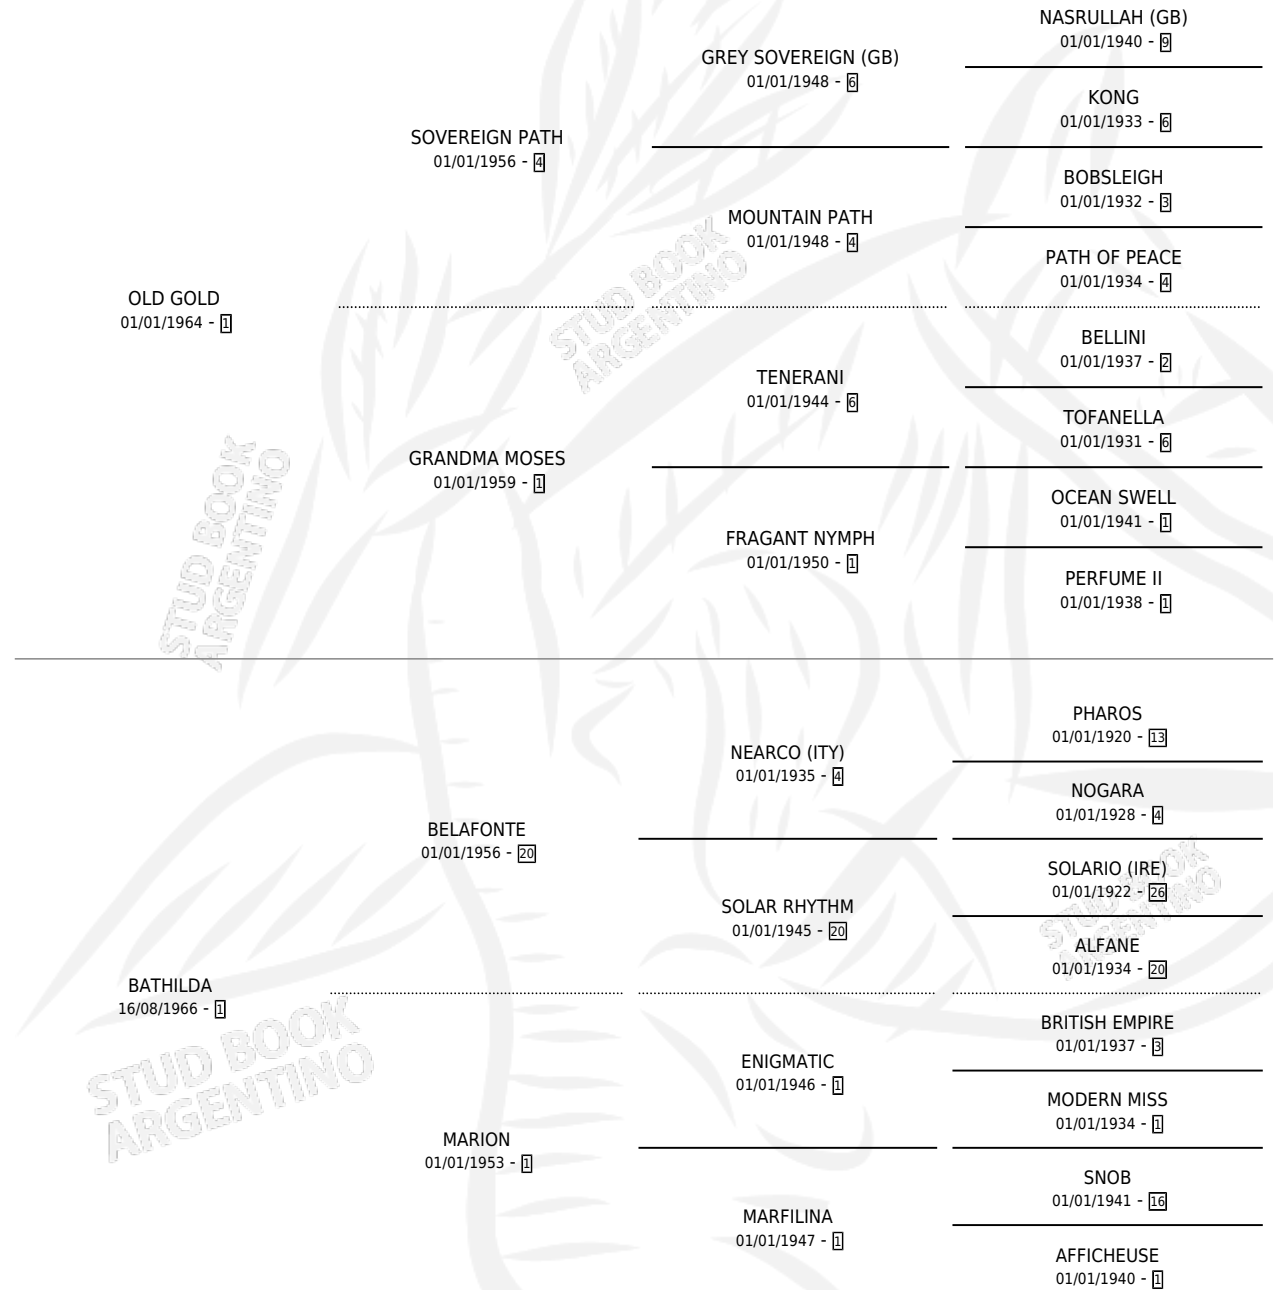 NASRULLAH (GB)
01/01/1940 - 9
GREY SOVEREIGN (GB)
01/01/1948 - 6
KONG
01/01/1933 - 6
SOVEREIGN PATH
01/01/1956 - 4
BOBSLEIGH
01/01/1932 - 3
MOUNTAIN PATH
01/01/1948 - 4
PATH OF PEACE
01/01/1934 - 4
OLD GOLD
01/01/1964 - 1
STUD BOOK
ARGENTINO
BELLINI
01/01/1937 - 2
TENERANI
01/01/1944 - 6
TOFANELLA
01/01/1931 - 6
GRANDMA MOSES
01/01/1959 - 1
STUD BOOK
ARGENTINO
OCEAN SWELL
01/01/1941 - 1
FRAGANT NYMPH
01/01/1950 - 1
PERFUME II
01/01/1938 - 1
PHAROS
01/01/1920 - 13
NEARCO (ITY)
01/01/1935 - 4
NOGARA
01/01/1928 - 4
BELAFONTE
01/01/1956 - 20
SOLARIO (IRE)
01/01/1922 - 26
STUD BOOK
ARGENTINO
SOLAR RHYTHM
01/01/1945 - 20
ALFANE
01/01/1934 - 20
BATHILDA
16/08/1966 - 1
STUD BOOK
ARGENTINO
BRITISH EMPIRE
01/01/1937 - 3
ENIGMATIC
01/01/1946 - 1
MODERN MISS
01/01/1934 - 1
MARION
01/01/1953 - 1
SNOB
01/01/1941 - 16
MARFILINA
01/01/1947 - 1
AFFICHEUSE
01/01/1940 - 1